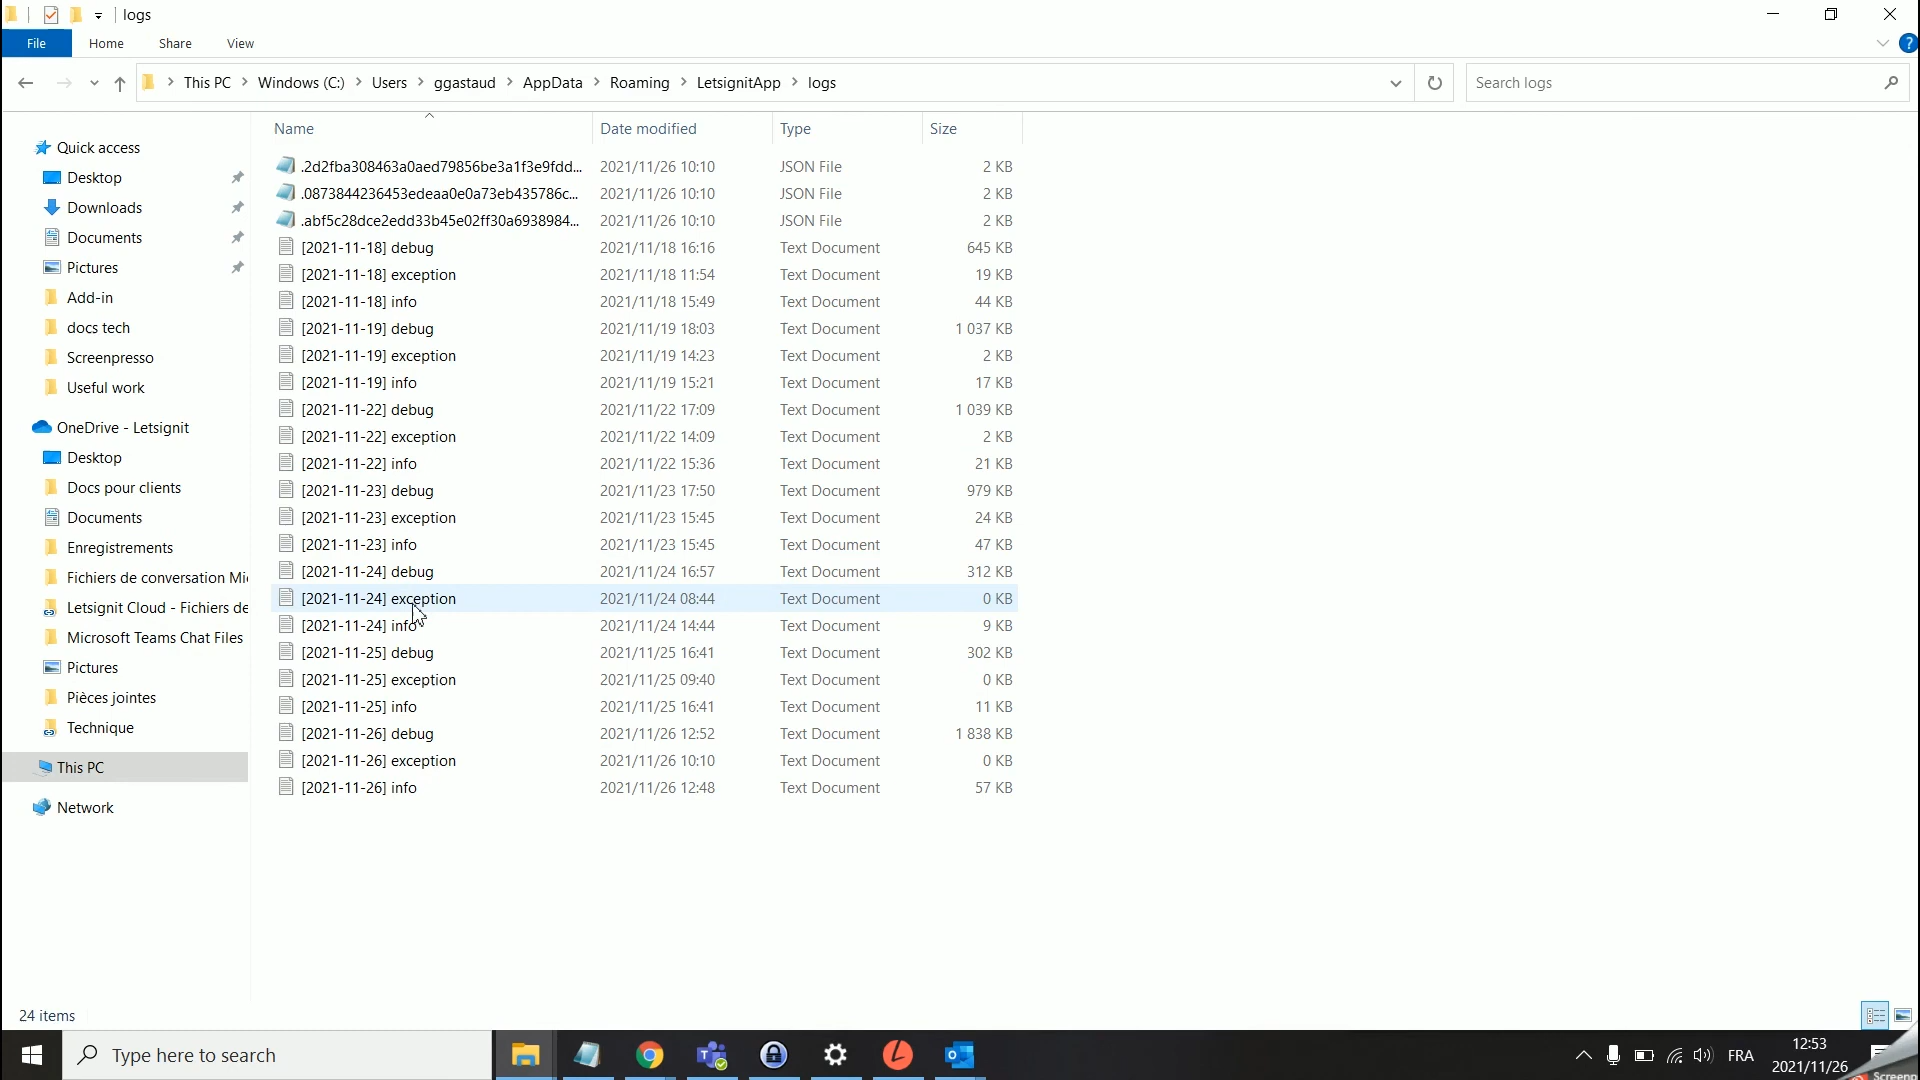 logs
File Home Share View
This PC Windows (C:) Users ggastaud AppData Roaming LetsignitApp logs
Search logs
Name Date modified Type Size
Quick access
Desktop
Downloads
Documents
Pictures
Add-in
docs tech
Screenpresso
Useful work
OneDrive - Letsignit
Desktop
Docs pour clients
Documents
Enregistrements
Fichiers de conversation Mi
Letsignit Cloud - Fichiers de
Microsoft Teams Chat Files
Pictures
Pièces jointes
Technique
This PC
Network
.2d2fba308463a0aed79856be3a1f3e9fdd... 2021/11/26 10:10 JSON File 2 KB
.0873844236453edeaa0e0a73eb435786c... 2021/11/26 10:10 JSON File 2 KB
.abf5c28dce2edd33b45e02ff30a6938984... 2021/11/26 10:10 JSON File 2 KB
[2021-11-18] debug 2021/11/18 16:16 Text Document 645 KB
[2021-11-18] exception 2021/11/18 11:54 Text Document 19 KB
[2021-11-18] info 2021/11/18 15:49 Text Document 44 KB
[2021-11-19] debug 2021/11/19 18:03 Text Document 1 037 KB
[2021-11-19] exception 2021/11/19 14:23 Text Document 2 KB
[2021-11-19] info 2021/11/19 15:21 Text Document 17 KB
[2021-11-22] debug 2021/11/22 17:09 Text Document 1 039 KB
[2021-11-22] exception 2021/11/22 14:09 Text Document 2 KB
[2021-11-22] info 2021/11/22 15:36 Text Document 21 KB
[2021-11-23] debug 2021/11/23 17:50 Text Document 979 KB
[2021-11-23] exception 2021/11/23 15:45 Text Document 24 KB
[2021-11-23] info 2021/11/23 15:45 Text Document 47 KB
[2021-11-24] debug 2021/11/24 16:57 Text Document 312 KB
[2021-11-24] exception 2021/11/24 08:44 Text Document 0 KB
[2021-11-24] info 2021/11/24 14:44 Text Document 9 KB
[2021-11-25] debug 2021/11/25 16:41 Text Document 302 KB
[2021-11-25] exception 2021/11/25 09:40 Text Document 0 KB
[2021-11-25] info 2021/11/25 16:41 Text Document 11 KB
[2021-11-26] debug 2021/11/26 12:52 Text Document 1 838 KB
[2021-11-26] exception 2021/11/26 10:10 Text Document 0 KB
[2021-11-26] info 2021/11/26 12:48 Text Document 57 KB
24 items
Type here to search
FRA
12:53
2021/11/26
Screenp